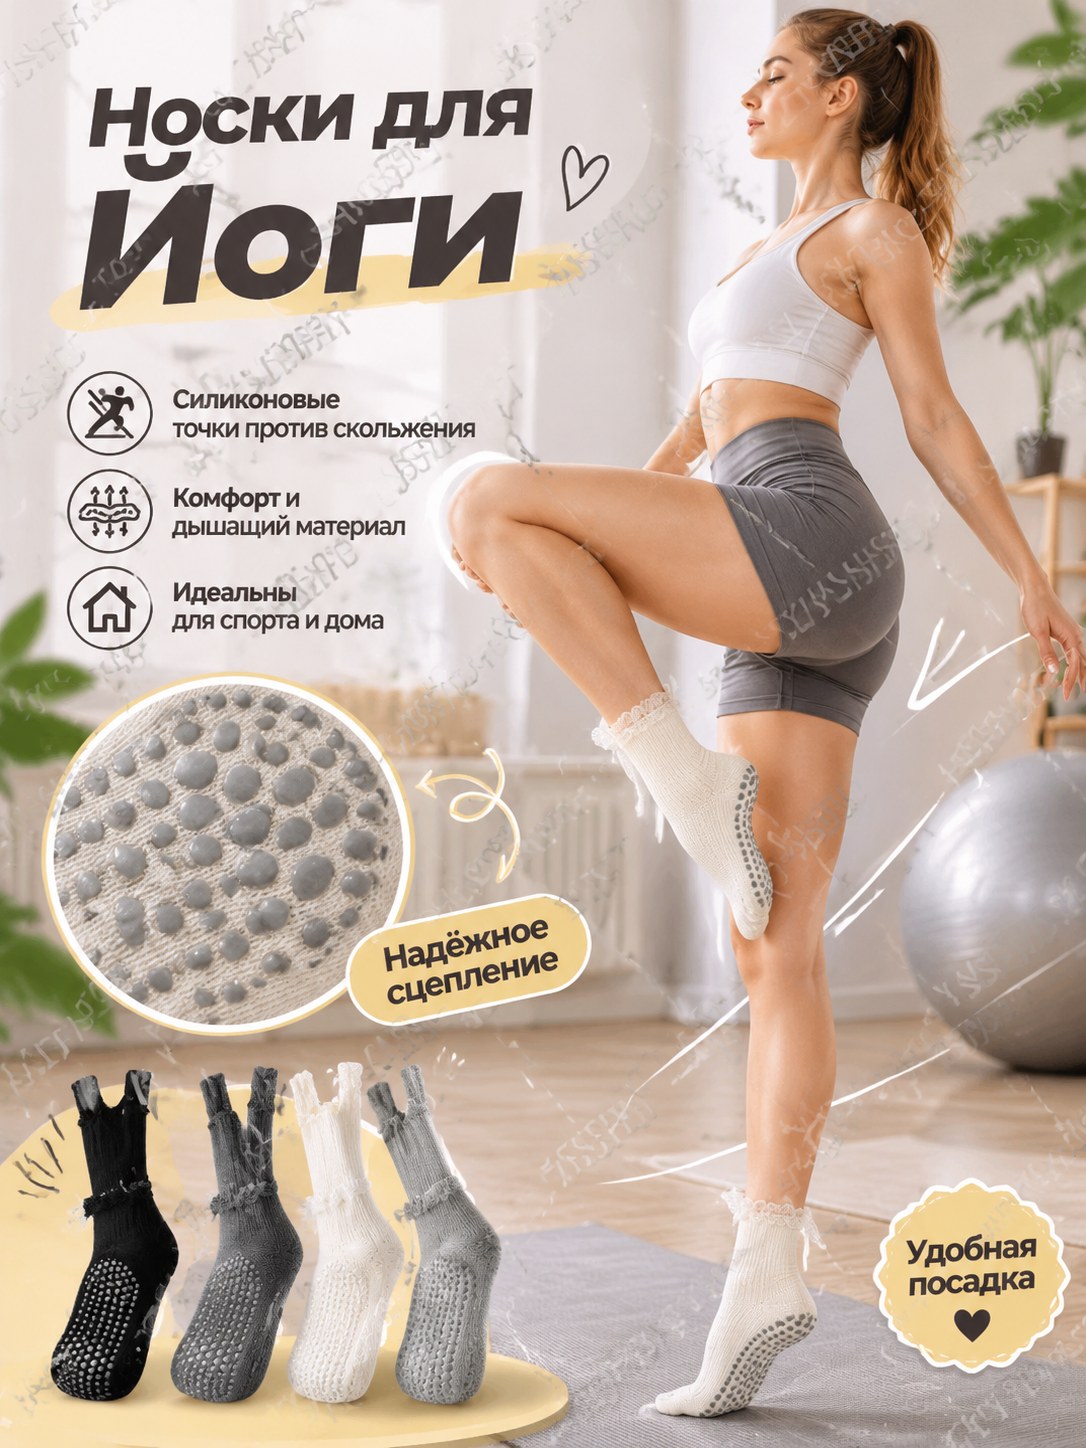 Носки для
Йоги
Силиконовые
точки против скольжения
Комфорт и
дышащий материал
Идеальны
для спорта и дома
Надёжное
сцепление
Удобная
посадка